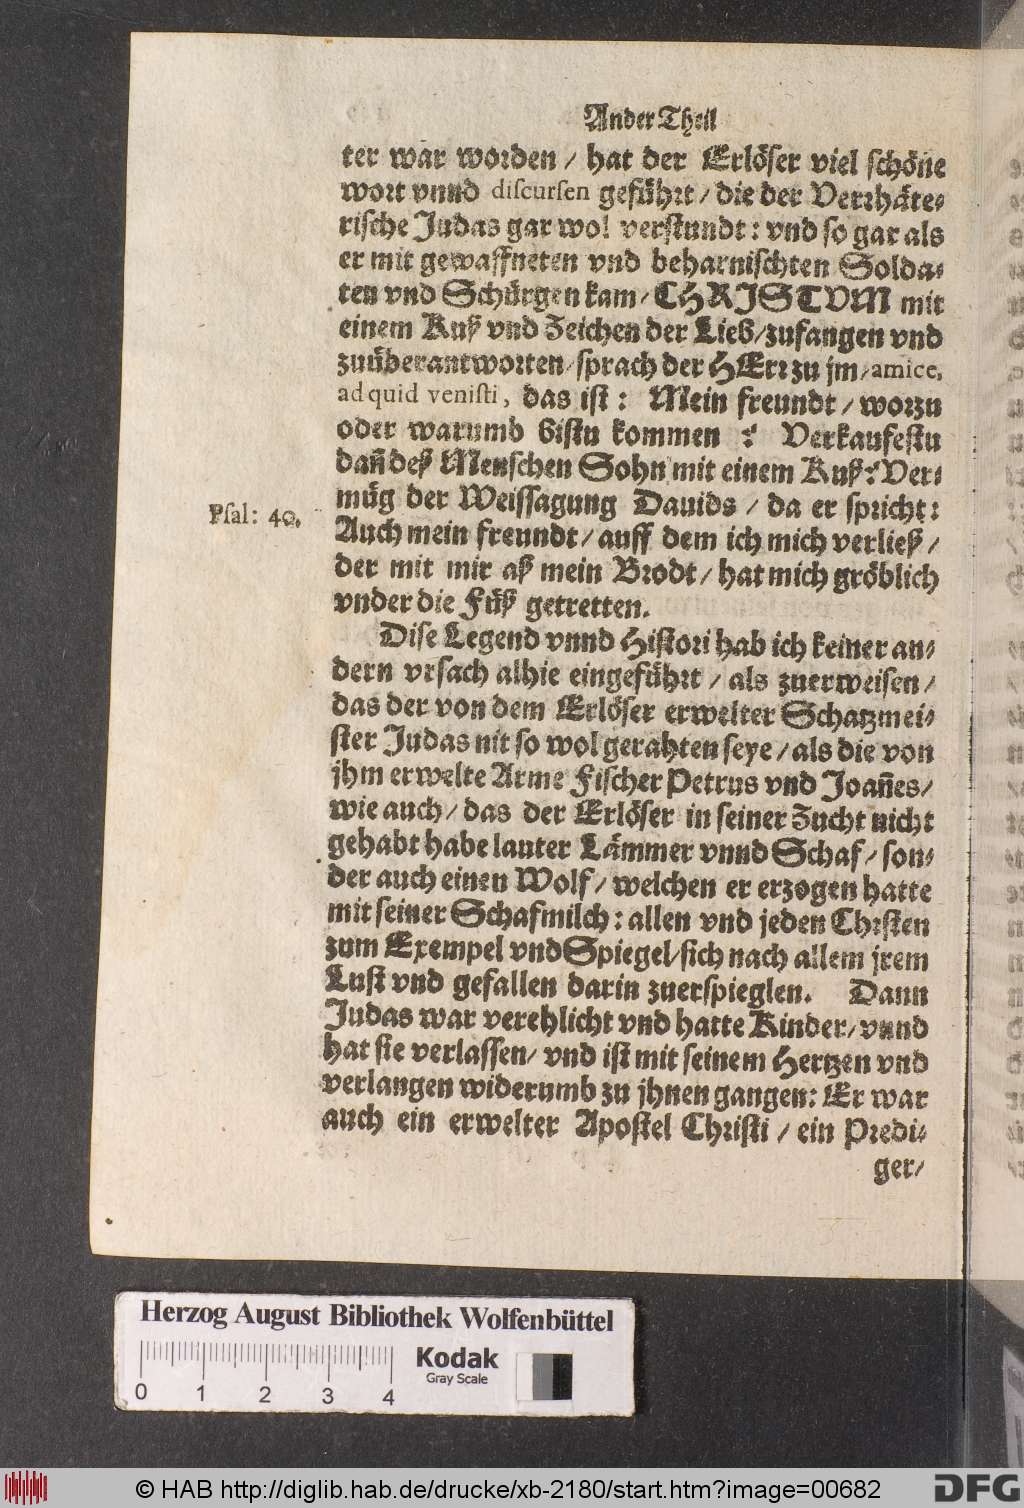 Ander Theil
ter war worden / hat der Erlöser viel schöne
wort vnnd discursen geführt / die der Verrhäte-
rische Judas gar wol verstundt: vnd so gar als
er mit gewaffneten vnd beharnischten Solda-
ten vnd Schürgen kam / CHRISTVM mit
einem Kuß vnd Zeichen der Lieb / zufangen vnd
zuüberantworten / sprach der HErr zu jm / amice,
ad quid venisti, das ist: Mein freundt / worzu
oder warumb bistu kommen ? Verkaufestu
dañ deß Menschen Sohn mit einem Kuß? Ver-
müg der Weissagung Dauids / da er spricht:
Psal: 40.
Auch mein freundt / auff dem ich mich verließ /
der mit mir aß mein Brodt / hat mich gröblich
vnder die Füß getretten.
Dise Legend vnnd Histori hab ich keiner an-
dern vrsach alhie eingeführt / als zuerweisen /
das der von dem Erlöser erwelter Schatzmei-
ster Judas nit so wol gerahten seye / als die von
jhm erwelte Arme Fischer Petrus vnd Joañes /
wie auch / das der Erlöser in seiner Zucht nicht
gehabt habe lauter Lämmer vnnd Schaf / son-
der auch einen Wolf / welchen er erzogen hatte
mit seiner Schafmilch: allen vnd jeden Christen
zum Exempel vnd Spiegel / sich nach allem jrem
Lust vnd gefallen darin zuerspieglen. Dann
Judas war verehlicht vnd hatte Kinder / vnnd
hat sie verlassen / vnd ist mit seinem Hertzen vnd
verlangen widerumb zu jhnen gangen: Er war
auch ein erwelter Apostel Christi / ein Predi-
ger /
Herzog August Bibliothek Wolfenbüttel
Kodak
Gray Scale
0 1 2 3 4
© HAB http://diglib.hab.de/drucke/xb-2180/start.htm?image=00682
DFG